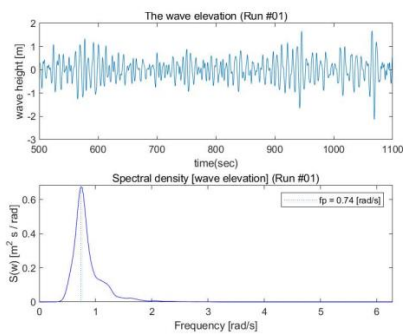 The wave elevation (Run #01)
wave height [m]
2
1
0
-1
-2
-3
500 600 700 800 900 1000 1100
time(sec)
Spectral density [wave elevation] (Run #01)
S(w) [m² s / rad]
0.6
0.4
0.2
0
fp = 0.74 [rad/s]
0 1 2 3 4 5 6
Frequency [rad/s]